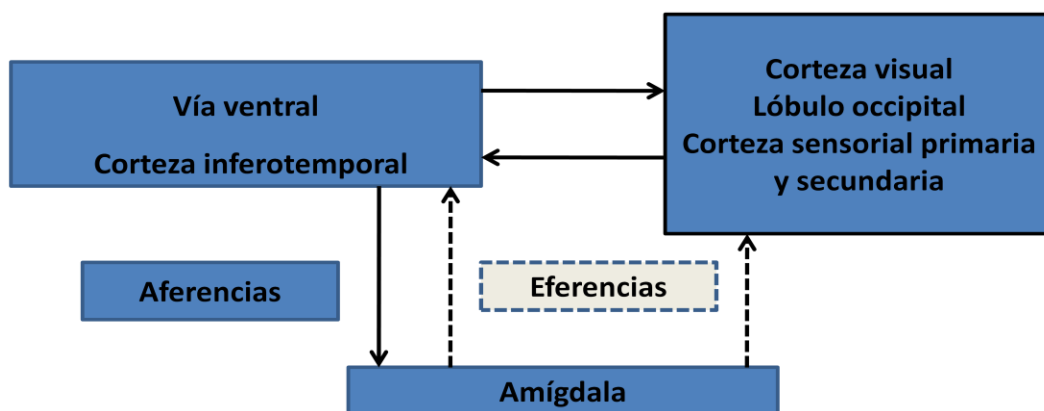 Vía ventral
Corteza inferotemporal
Corteza visual
Lóbulo occipital
Corteza sensorial primaria
y secundaria
Aferencias
Eferencias
Amígdala